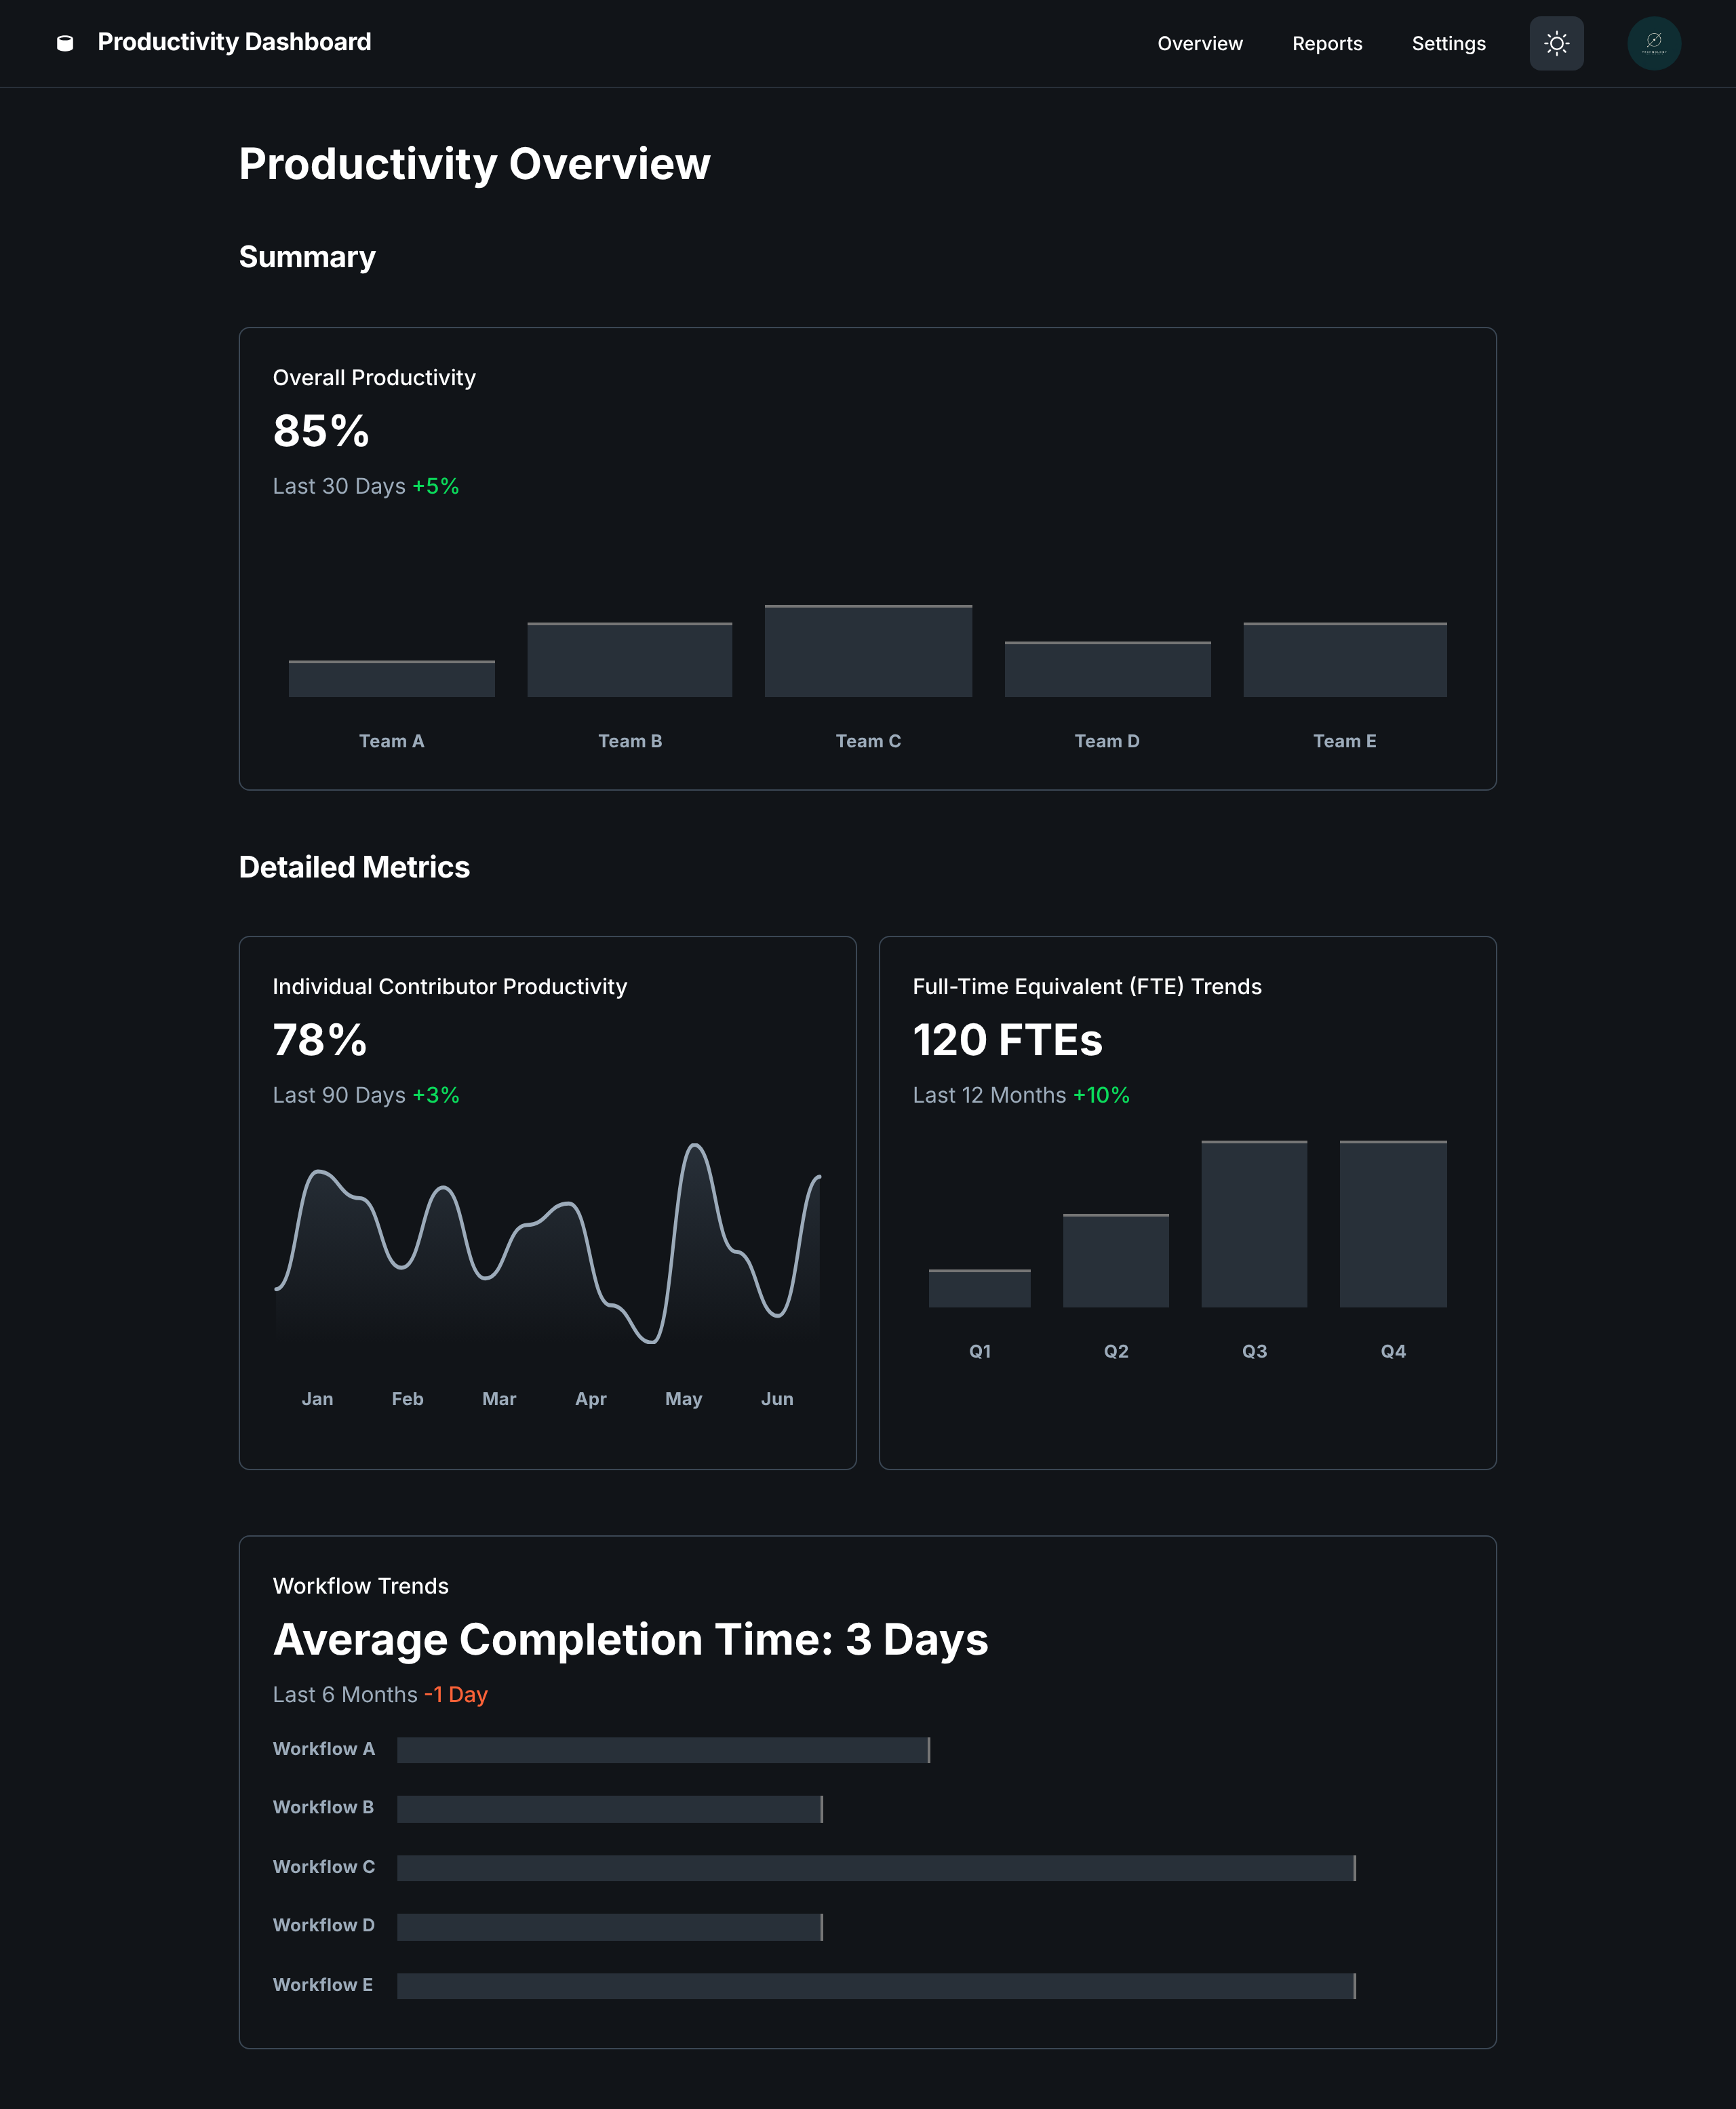 Productivity Dashboard
Overview
Reports
Settings
Productivity Overview
Summary
Overall Productivity
85%
Last 30 Days +5%
Team A
Team B
Team C
Team D
Team E
Detailed Metrics
Individual Contributor Productivity
78%
Last 90 Days +3%
Jan
Feb
Mar
Apr
May
Jun
Full-Time Equivalent (FTE) Trends
120 FTEs
Last 12 Months +10%
Q1
Q2
Q3
Q4
Workflow Trends
Average Completion Time: 3 Days
Last 6 Months -1 Day
Workflow A
Workflow B
Workflow C
Workflow D
Workflow E